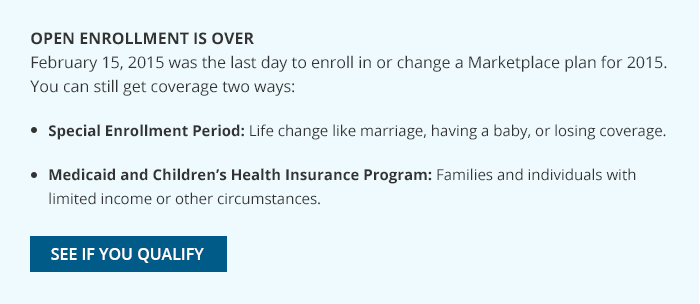 OPEN ENROLLMENT IS OVER
February 15, 2015 was the last day to enroll in or change a Marketplace plan for 2015.
You can still get coverage two ways:
• Special Enrollment Period: Life change like marriage, having a baby, or losing coverage.
• Medicaid and Children’s Health Insurance Program: Families and individuals with
limited income or other circumstances.
SEE IF YOU QUALIFY